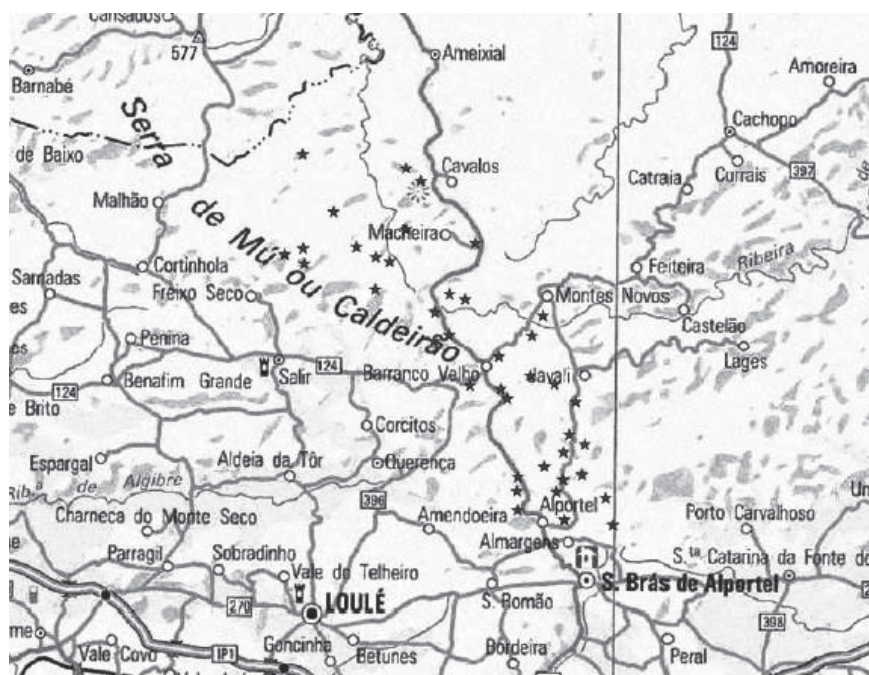 Cansados
577
Ameixial
124
Amoreira
Barnabé
Cachopo
Serra
de Baixo
Cavalos
Currais
397
Catraia
Malhão
de Mú ou Caldeirão
Macheira
Cortinhola
Feiteira
Ribeira
Sarnadas
Freixo Seco
Montes Novos
Castelão
Penina
Lages
124
Barranco Velho
Javali
Salir
Benafim Grande
124
e Brito
Corcitos
Espargal
Aldeia da Tôr
Querença
Rib.ª de Algibre
396
Alportel
Charneca do Monte Seco
Amendoeira
Porto Carvalhoso
Almargens
Parragil
Sobradinho
S.ta Catarina da Fonte do
Vale do Telheiro
S. Brás de Alportel
270
LOULÉ
S. Romão
398
Vale Covo
IP1
Goncinha
Betunes
Bordeira
Peral